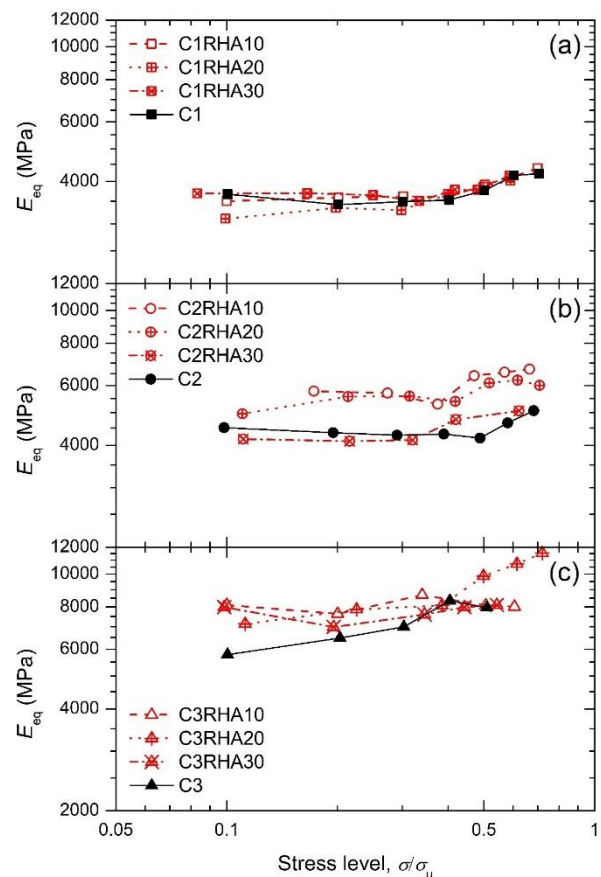 12000
10000
8000
6000
4000
E_eq (MPa)
C1RHA10
C1RHA20
C1RHA30
C1
(a)
12000
10000
8000
6000
4000
E_eq (MPa)
C2RHA10
C2RHA20
C2RHA30
C2
(b)
12000
10000
8000
6000
4000
2000
E_eq (MPa)
C3RHA10
C3RHA20
C3RHA30
C3
(c)
0.05 0.1 0.5 1
Stress level, σ/σ_u